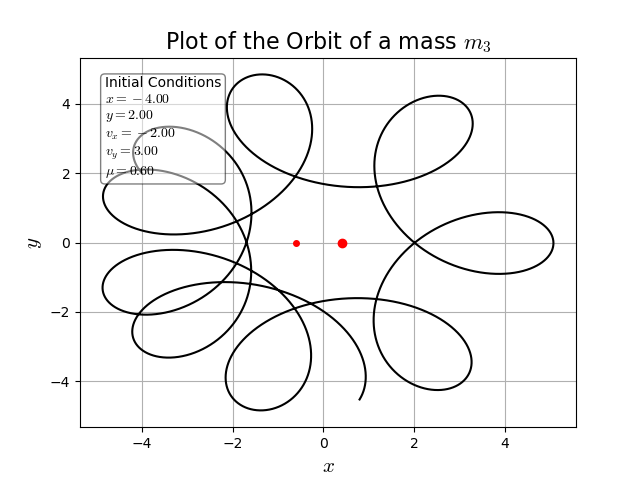 Plot of the Orbit of a mass m₃
Initial Conditions
x = −4.00
y = 2.00
vₓ = −2.00
v_y = 3.00
μ = 0.60
y
4
2
0
−2
−4
−4 −2 0 2 4
x